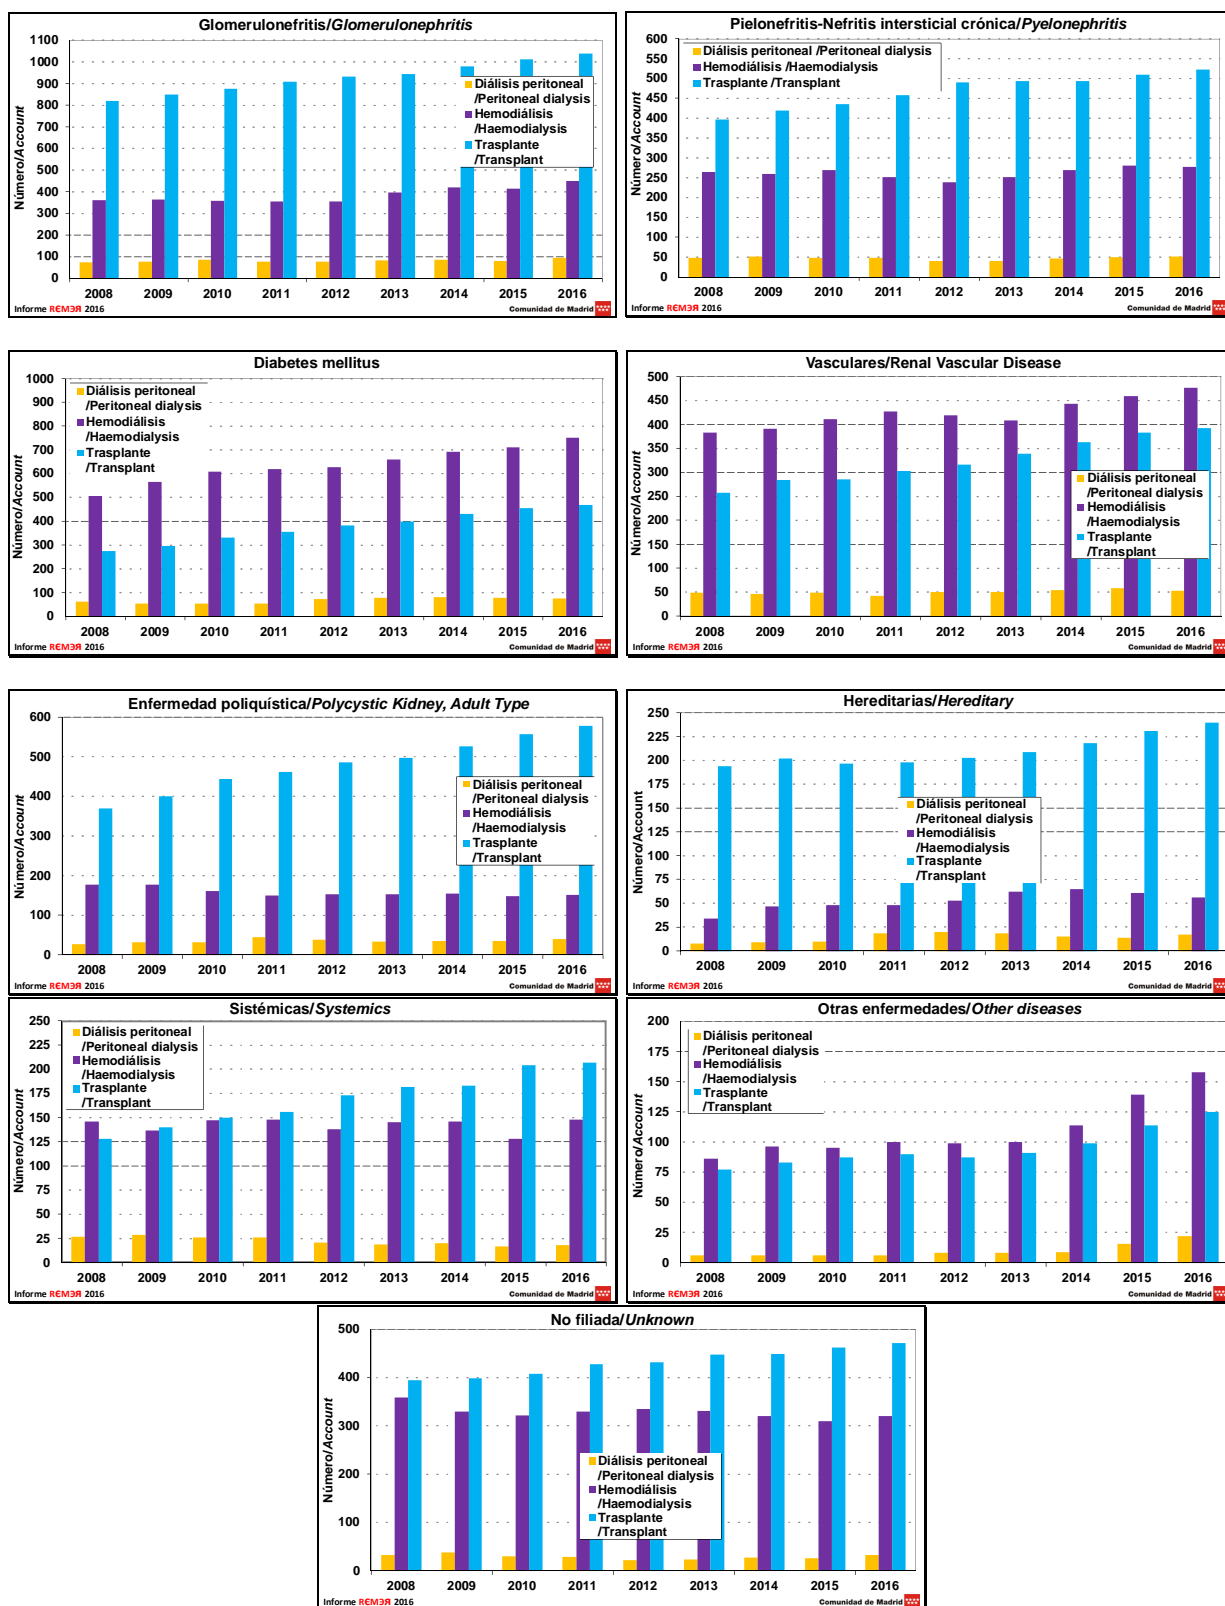 Glomerulonefritis/Glomerulonephritis
Número/Account
1100
1000
900
800
700
600
500
400
300
200
100
0
Diálisis peritoneal
/Peritoneal dialysis
Hemodiálisis
/Haemodialysis
Trasplante
/Transplant
2008 2009 2010 2011 2012 2013 2014 2015 2016
Informe REMER 2016
Comunidad de Madrid
Pielonefritis-Nefritis intersticial crónica/Pyelonephritis
Número/Account
600
550
500
450
400
350
300
250
200
150
100
50
0
Diálisis peritoneal /Peritoneal dialysis
Hemodiálisis /Haemodialysis
Trasplante /Transplant
2008 2009 2010 2011 2012 2013 2014 2015 2016
Informe REMER 2016
Comunidad de Madrid
Diabetes mellitus
Número/Account
1000
900
800
700
600
500
400
300
200
100
0
Diálisis peritoneal
/Peritoneal dialysis
Hemodiálisis
/Haemodialysis
Trasplante
/Transplant
2008 2009 2010 2011 2012 2013 2014 2015 2016
Informe REMER 2016
Comunidad de Madrid
Vasculares/Renal Vascular Disease
Número/Account
500
450
400
350
300
250
200
150
100
50
0
Diálisis peritoneal
/Peritoneal dialysis
Hemodiálisis
/Haemodialysis
Trasplante
/Transplant
2008 2009 2010 2011 2012 2013 2014 2015 2016
Informe REMER 2016
Comunidad de Madrid
Enfermedad poliquística/Polycystic Kidney, Adult Type
Número/Account
600
500
400
300
200
100
0
Diálisis peritoneal
/Peritoneal dialysis
Hemodiálisis
/Haemodialysis
Trasplante
/Transplant
2008 2009 2010 2011 2012 2013 2014 2015 2016
Informe REMER 2016
Comunidad de Madrid
Hereditarias/Hereditary
Número/Account
250
225
200
175
150
125
100
75
50
25
0
Diálisis peritoneal
/Peritoneal dialysis
Hemodiálisis
/Haemodialysis
Trasplante
/Transplant
2008 2009 2010 2011 2012 2013 2014 2015 2016
Informe REMER 2016
Comunidad de Madrid
Sistémicas/Systemics
Número/Account
250
225
200
175
150
125
100
75
50
25
0
Diálisis peritoneal
/Peritoneal dialysis
Hemodiálisis
/Haemodialysis
Trasplante
/Transplant
2008 2009 2010 2011 2012 2013 2014 2015 2016
Informe REMER 2016
Comunidad de Madrid
Otras enfermedades/Other diseases
Número/Account
200
175
150
125
100
75
50
25
0
Diálisis peritoneal
/Peritoneal dialysis
Hemodiálisis
/Haemodialysis
Trasplante
/Transplant
2008 2009 2010 2011 2012 2013 2014 2015 2016
Informe REMER 2016
Comunidad de Madrid
No filiada/Unknown
Número/Account
500
400
300
200
100
0
Diálisis peritoneal
/Peritoneal dialysis
Hemodiálisis
/Haemodialysis
Trasplante
/Transplant
2008 2009 2010 2011 2012 2013 2014 2015 2016
Informe REMER 2016
Comunidad de Madrid